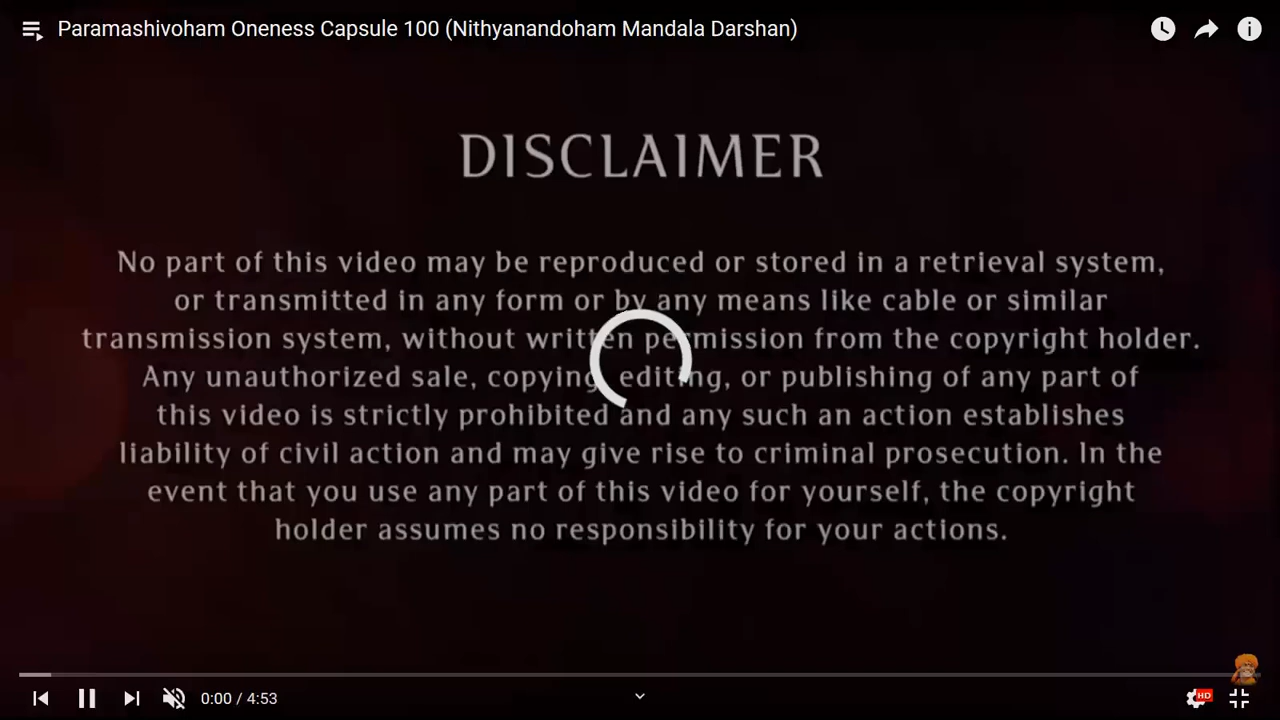 Paramashivoham Oneness Capsule 100 (Nithyanandoham Mandala Darshan)
DISCLAIMER
No part of this video may be reproduced or stored in a retrieval system,
or transmitted in any form or by any means like cable or similar
transmission system, without written permission from the copyright holder.
Any unauthorized sale, copying, editing, or publishing of any part of
this video is strictly prohibited and any such an action establishes
liability of civil action and may give rise to criminal prosecution. In the
event that you use any part of this video for yourself, the copyright
holder assumes no responsibility for your actions.
0:00 / 4:53
HD